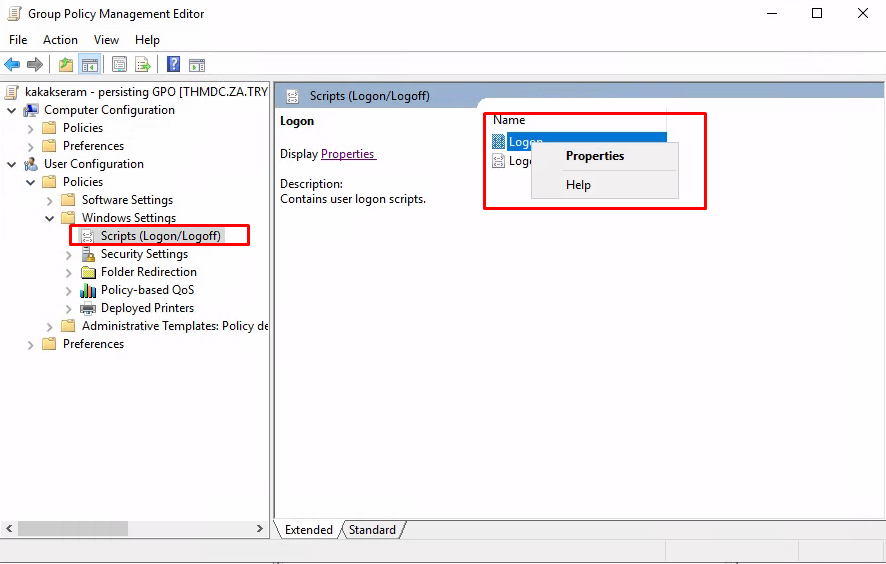 Group Policy Management Editor
File Action View Help
kakakseram - persisting GPO [THMDC.ZA.TRY
Computer Configuration
Policies
Preferences
User Configuration
Policies
Software Settings
Windows Settings
Scripts (Logon/Logoff)
Security Settings
Folder Redirection
Policy-based QoS
Deployed Printers
Administrative Templates: Policy de
Preferences
Scripts (Logon/Logoff)
Logon
Display Properties
Description:
Contains user logon scripts.
Name
Logon
Logo
Properties
Help
Extended Standard